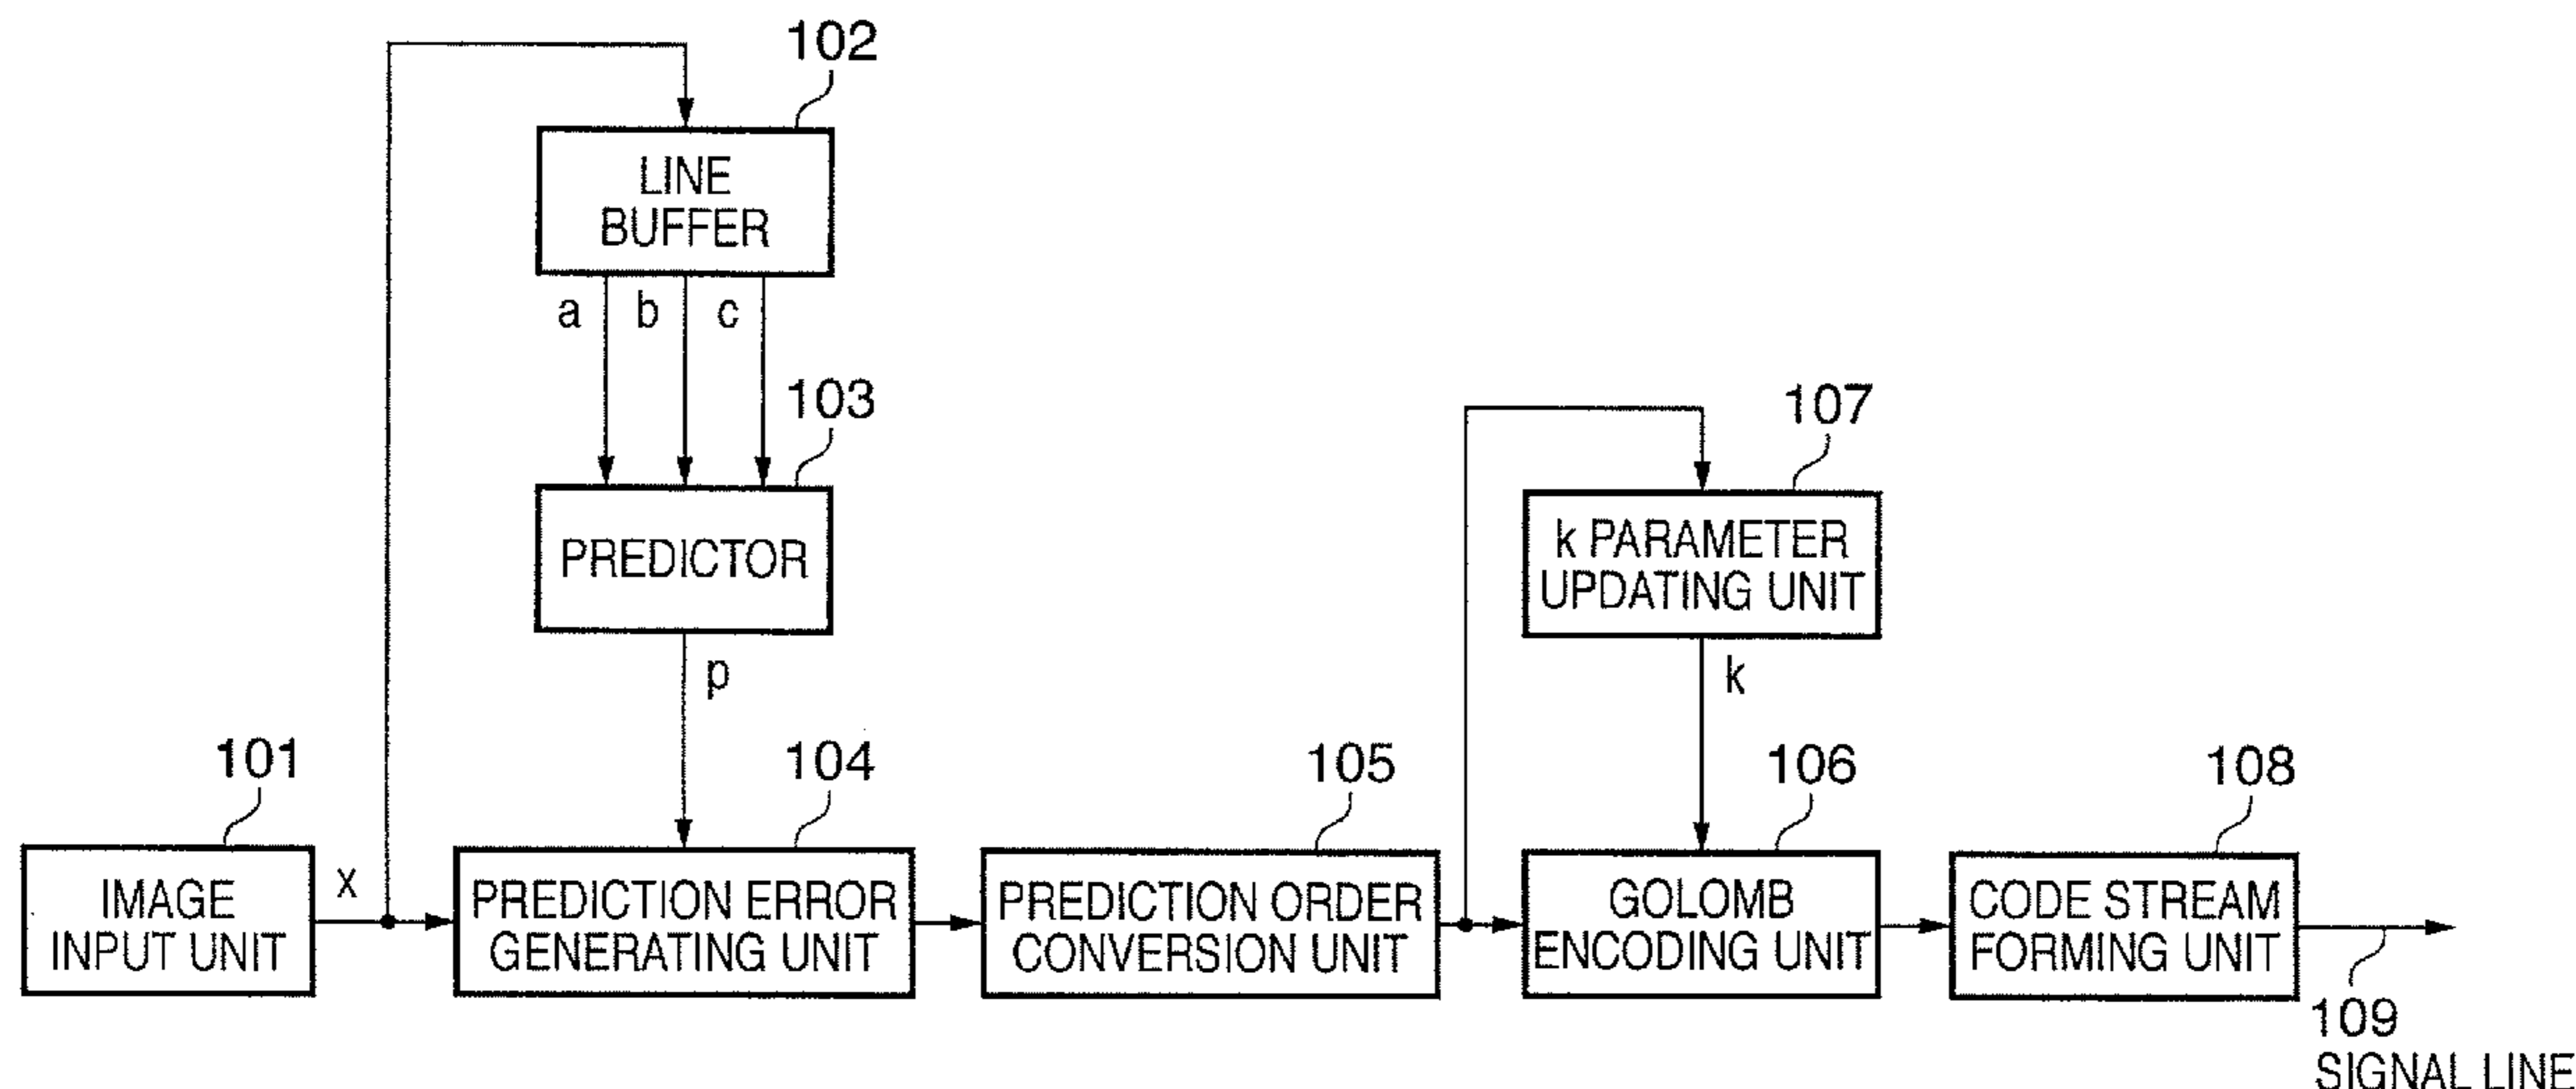 102
LINE
BUFFER
a b c
103
PREDICTOR
p
107
k PARAMETER
UPDATING UNIT
k
101
IMAGE
INPUT UNIT
x
104
PREDICTION ERROR
GENERATING UNIT
105
PREDICTION ORDER
CONVERSION UNIT
106
GOLOMB
ENCODING UNIT
108
CODE STREAM
FORMING UNIT
109
SIGNAL LINE